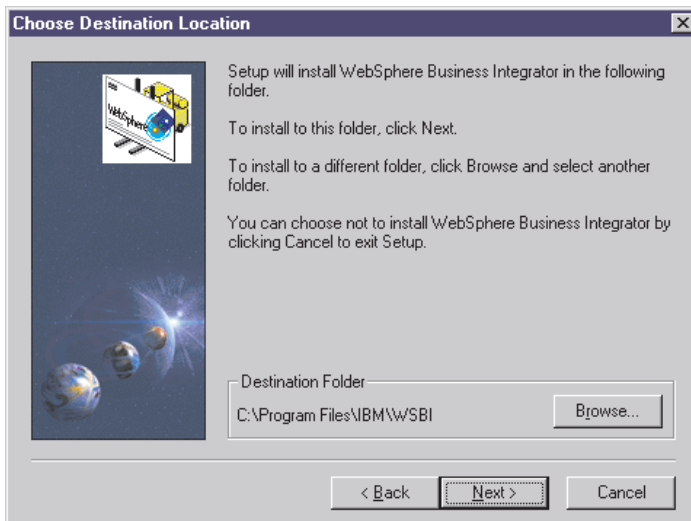 Choose Destination Location
WebSphere
Setup will install WebSphere Business Integrator in the following
folder.
To install to this folder, click Next.
To install to a different folder, click Browse and select another
folder.
You can choose not to install WebSphere Business Integrator by
clicking Cancel to exit Setup.
Destination Folder
C:\Program Files\IBM\WSBI
Browse...
< Back
Next >
Cancel